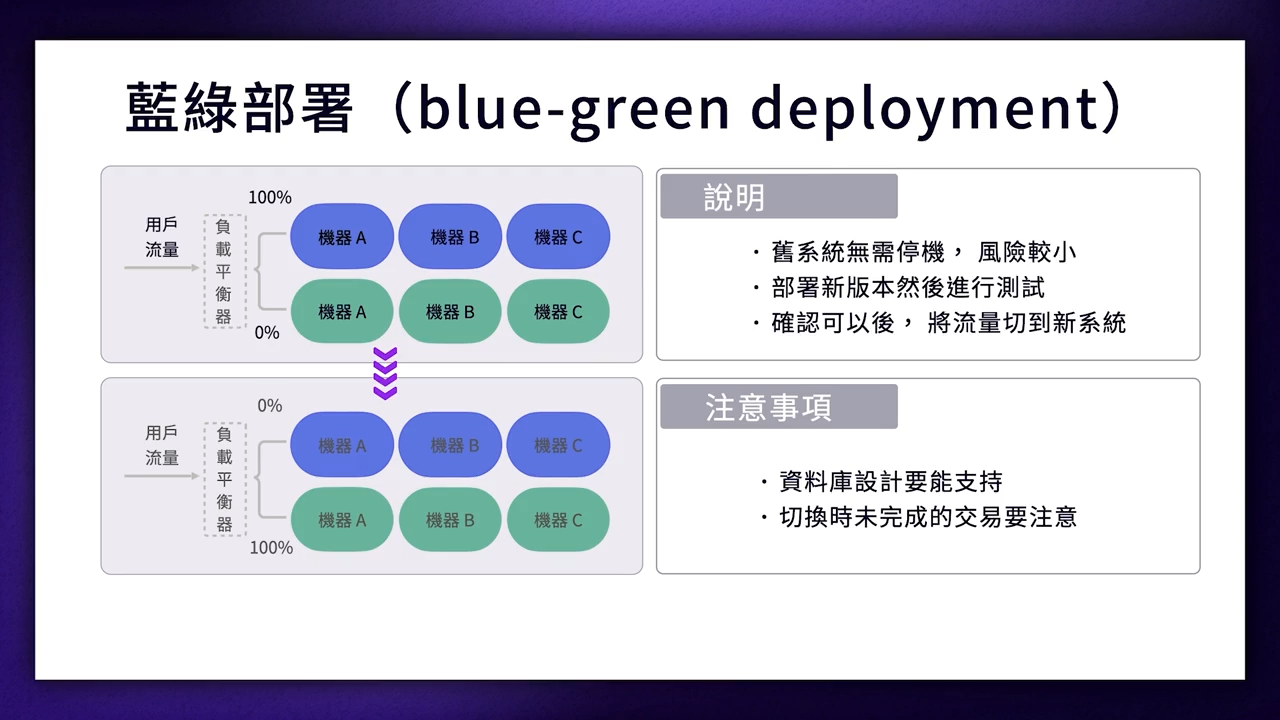 藍綠部署（blue-green deployment）
100%
用戶
流量
負
載
平
衡
器
機器 A
機器 B
機器 C
機器 A
機器 B
機器 C
0%
0%
用戶
流量
負
載
平
衡
器
機器 A
機器 B
機器 C
機器 A
機器 B
機器 C
100%
說明
· 舊系統無需停機， 風險較小
· 部署新版本然後進行測試
· 確認可以後， 將流量切到新系統
注意事項
· 資料庫設計要能支持
· 切換時未完成的交易要注意